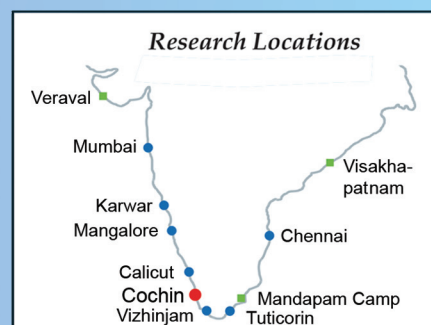 Research Locations
Veraval
Mumbai
Visakha-
patnam
Karwar
Mangalore
Chennai
Calicut
Cochin
Mandapam Camp
Vizhinjam
Tuticorin